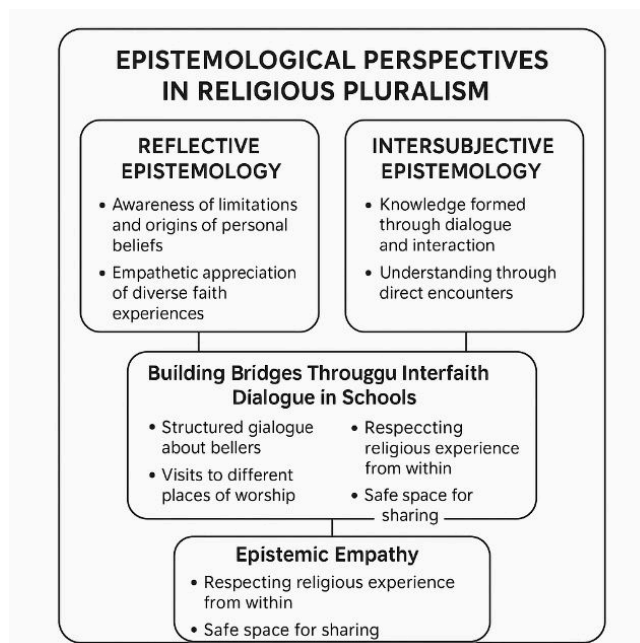 EPISTEMOLOGICAL PERSPECTIVES
IN RELIGIOUS PLURALISM
REFLECTIVE
EPISTEMOLOGY
• Awareness of limitations
and origins of personal
beliefs
• Empathetic appreciation
of diverse faith
experiences
INTERSUBJECTIVE
EPISTEMOLOGY
• Knowledge formed
through dialogue
and interaction
• Understanding through
direct encounters
Building Bridges Througgu Interfaith
Dialogue in Schools
• Structured gialogue
about bellers
• Visits to different
places of worship
• Respeccting
religious experience
from within
• Safe space for
sharing
Epistemic Empathy
• Respecting religious experience
from within
• Safe space for sharing